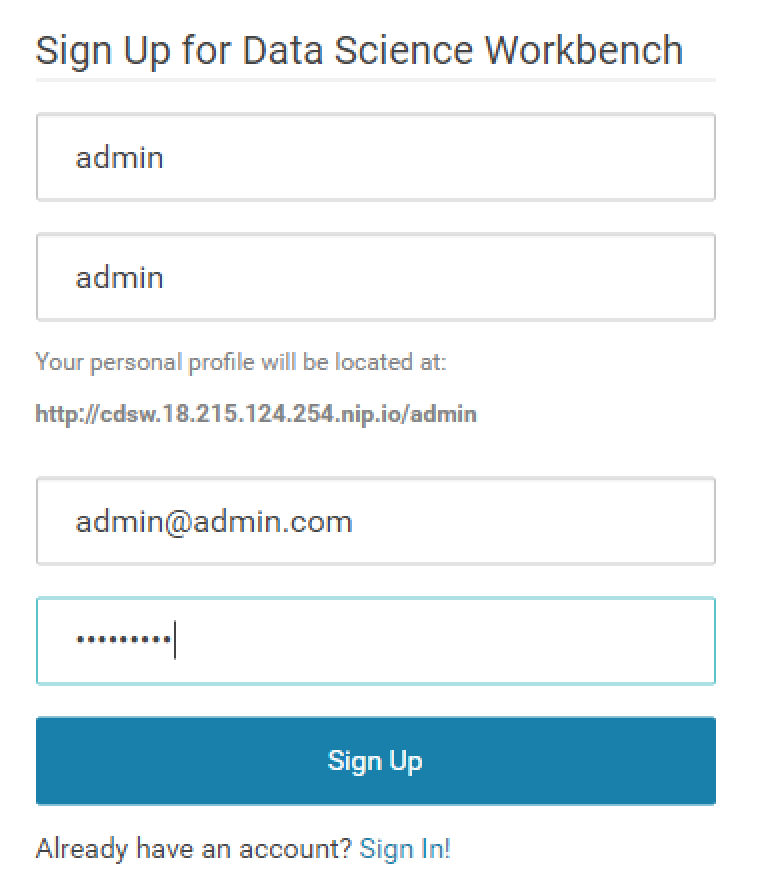 Sign Up for Data Science Workbench
admin
admin
Your personal profile will be located at:
http://cdsw.18.215.124.254.nip.io/admin
admin@admin.com
•••••••••
Sign Up
Already have an account? Sign In!